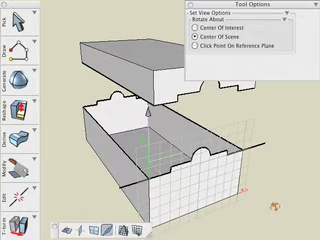 Tool Options
Set View Options
Rotate About
Center Of Interest
Center Of Scene
Click Point On Reference Plane
Pick
Draw
Generate
Reshape
Derive
Modify
Edit
T-form